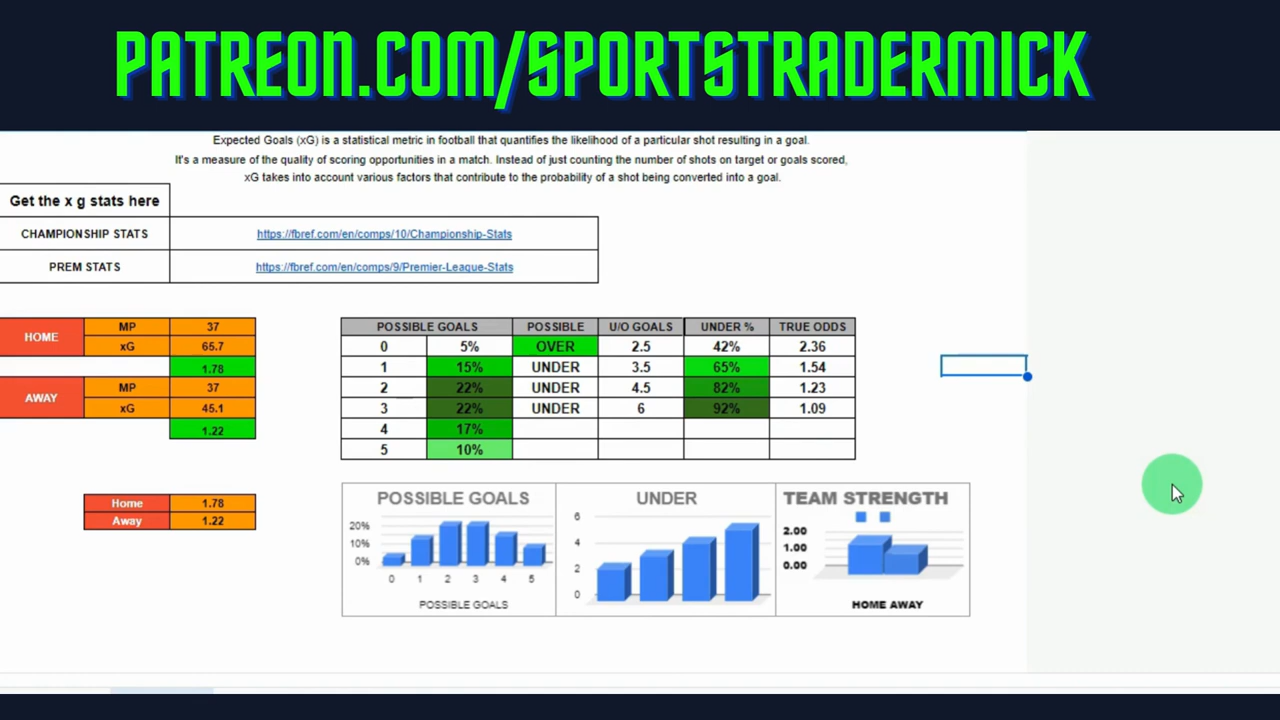 PATREON.COM/SPORTSTRADERMICK
Expected Goals (xG) is a statistical metric in football that quantifies the likelihood of a particular shot resulting in a goal.
It's a measure of the quality of scoring opportunities in a match. Instead of just counting the number of shots on target or goals scored,
xG takes into account various factors that contribute to the probability of a shot being converted into a goal.
Get the x g stats here
CHAMPIONSHIP STATS https://fbref.com/en/comps/10/Championship-Stats
PREM STATS https://fbref.com/en/comps/9/Premier-League-Stats
HOME MP 37
xG 65.7
1.78
AWAY MP 37
xG 45.1
1.22
Home 1.78
Away 1.22
POSSIBLE GOALS POSSIBLE U/O GOALS UNDER % TRUE ODDS
0 5% OVER 2.5 42% 2.36
1 15% UNDER 3.5 65% 1.54
2 22% UNDER 4.5 82% 1.23
3 22% UNDER 6 92% 1.09
4 17%
5 10%
POSSIBLE GOALS
20%
10%
0%
0 1 2 3 4 5
POSSIBLE GOALS
UNDER
6
4
2
0
TEAM STRENGTH
2.00
1.00
0.00
HOME AWAY